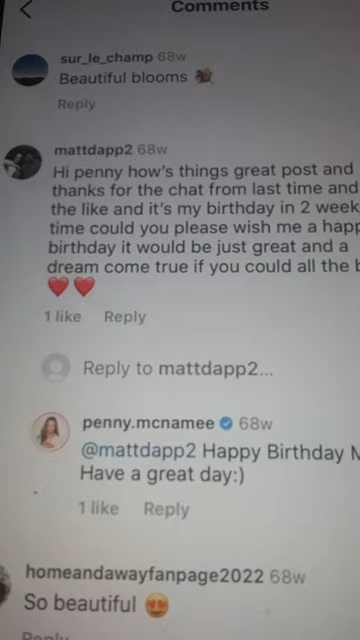 Comments
sur_le_champ 68w
Beautiful blooms 💐
Reply
mattdapp2 68w
Hi penny how's things great post and
thanks for the chat from last time and
the like and it's my birthday in 2 week
time could you please wish me a happ
birthday it would be just great and a
dream come true if you could all the b
❤️❤️
1 like Reply
Reply to mattdapp2...
penny.mcnamee 68w
@mattdapp2 Happy Birthday M
Have a great day:)
1 like Reply
homeandawayfanpage2022 68w
So beautiful 😍
Reply